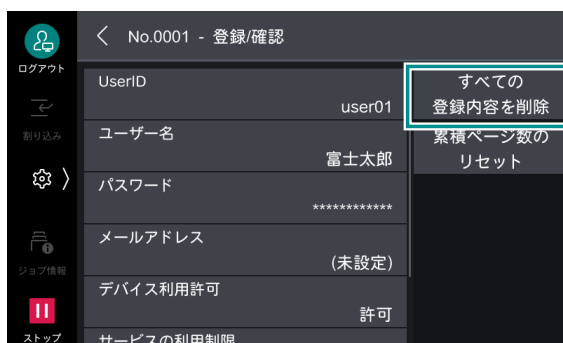 No.0001 - 登録/確認
ログアウト
割り込み
ジョブ情報
ストップ
UserID
user01
ユーザー名
富士太郎
パスワード
************
メールアドレス
(未設定)
デバイス利用許可
許可
サービスの利用制限
すべての
登録内容を削除
累積ページ数の
リセット